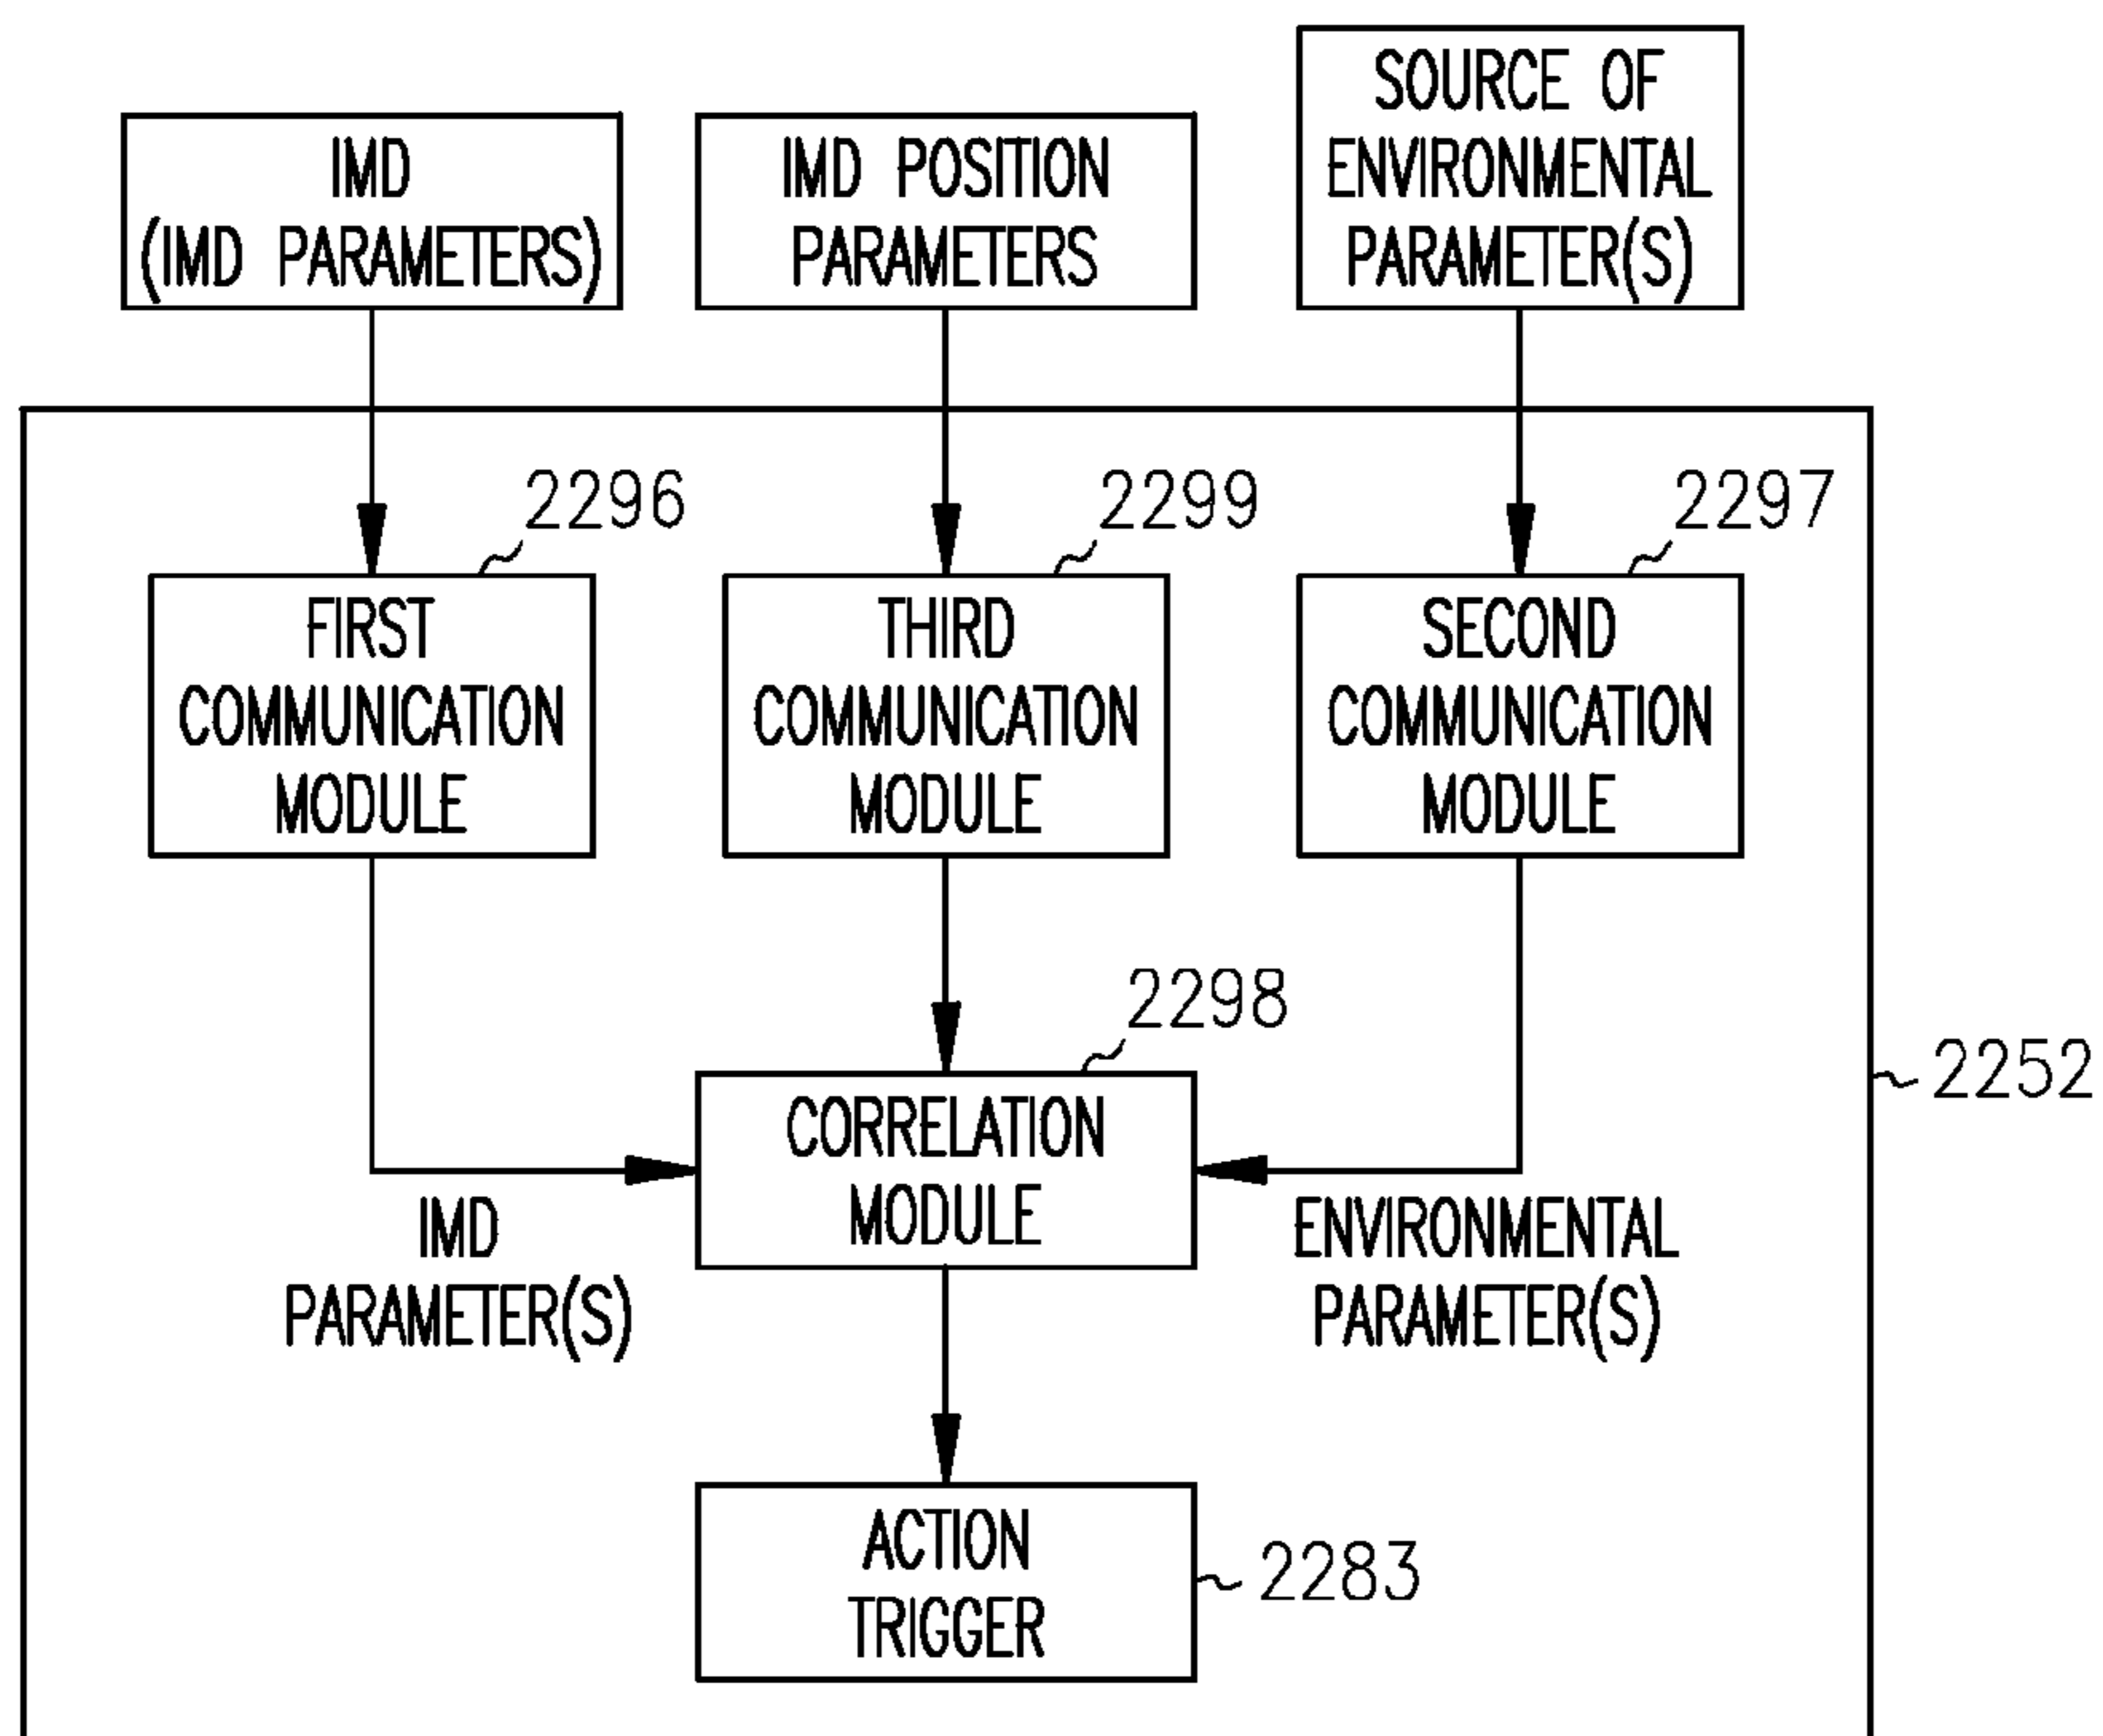 IMD
(IMD PARAMETERS)
IMD POSITION
PARAMETERS
SOURCE OF
ENVIRONMENTAL
PARAMETER(S)
2296
2299
2297
FIRST
COMMUNICATION
MODULE
THIRD
COMMUNICATION
MODULE
SECOND
COMMUNICATION
MODULE
2298
2252
CORRELATION
MODULE
IMD
PARAMETER(S)
ENVIRONMENTAL
PARAMETER(S)
ACTION
TRIGGER
2283